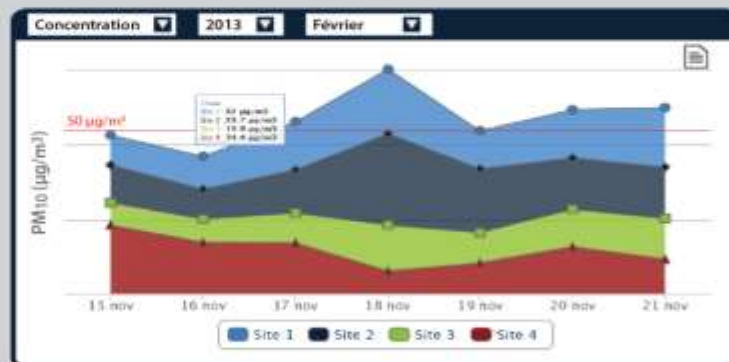 Concentration 2013 Février
50 µg/m³
PM10 (µg/m3)
15 nov 16 nov 17 nov 18 nov 19 nov 20 nov 21 nov
Site 1 Site 2 Site 3 Site 4